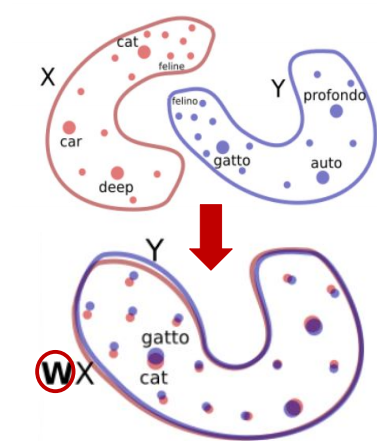 cat
X
feline
Y
profondo
felino
car
gatto
auto
deep
Y
gatto
WX
cat